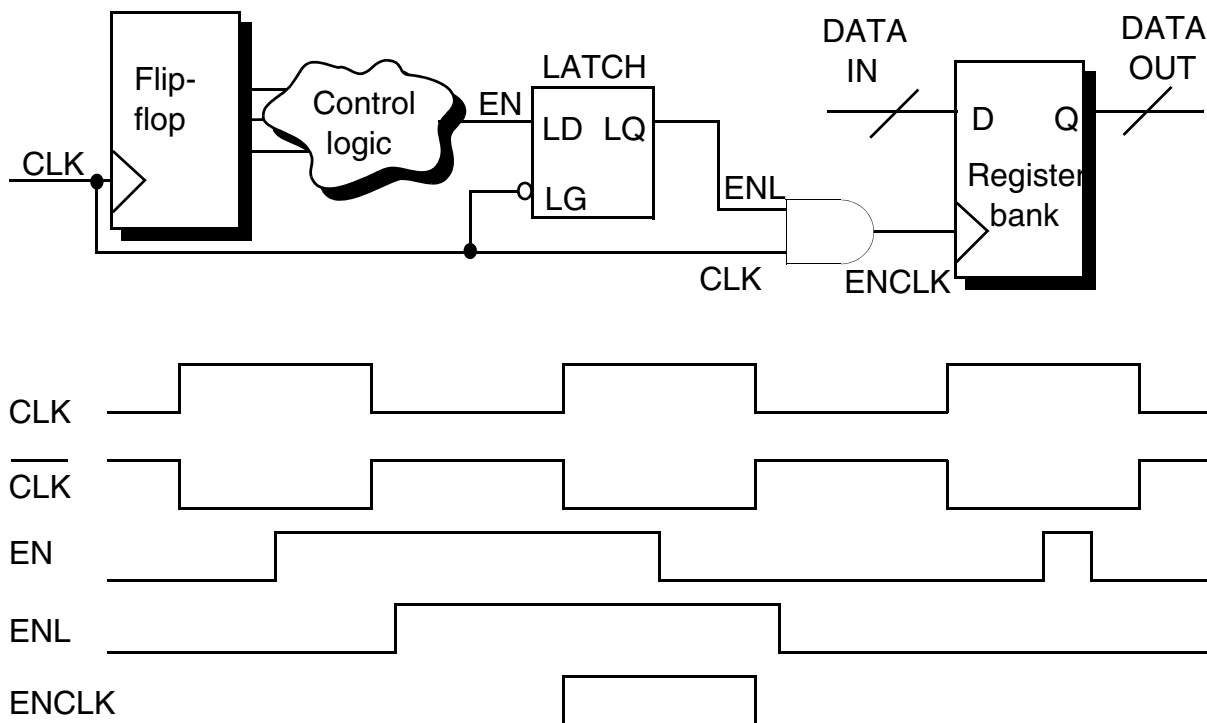 Flip-
flop
CLK
Control
logic
EN
LATCH
LD LQ
LG
ENL
CLK
ENCLK
DATA
IN
DATA
OUT
D Q
Register
bank
CLK
CLK
EN
ENL
ENCLK